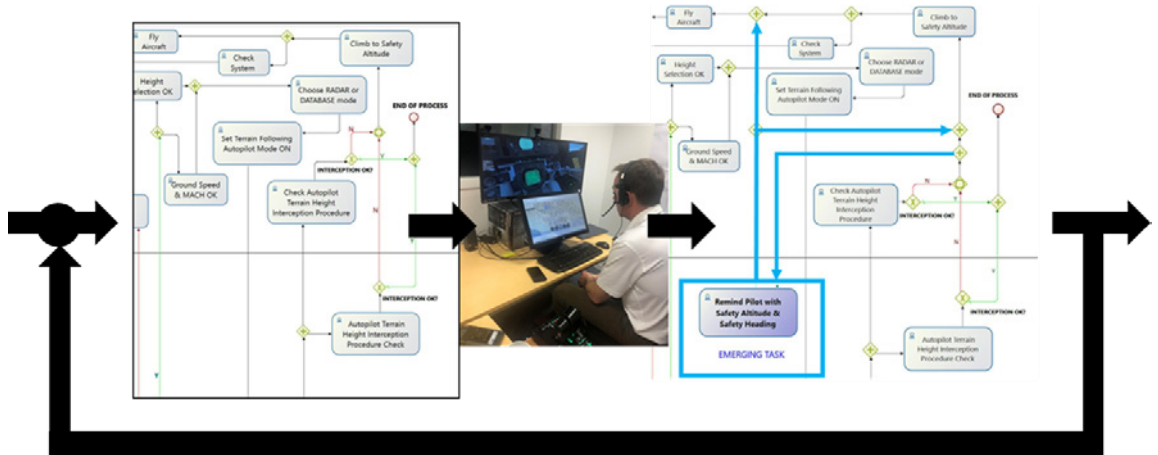 Fly
Aircraft
Climb to Safety
Altitude
Check
System
Height
Selection OK
Choose RADAR or
DATABASE mode
END OF PROCESS
Set Terrain Following
Autopilot Mode ON
N
Y
INTERCEPTION OK?
Ground Speed
& MACH OK
Check Autopilot
Terrain Height
Interception Procedure
N
Y
INTERCEPTION OK?
Autopilot Terrain
Height Interception
Procedure Check
Y
Fly
Aircraft
Climb to
Safety Altitude
Check
System
Height
Selection OK
Choose RADAR or
DATABASE mode
END OF PROCESS
Set Terrain Following
Autopilot Mode ON
Ground Speed
& MACH OK
N
Y
Check Autopilot
Terrain Height
Interception
Procedure
INTERCEPTION OK?
N
Y
Remind Pilot with
Safety Altitude &
Safety Heading
EMERGING TASK
INTERCEPTION OK?
Autopilot Terrain
Height Interception
Procedure Check